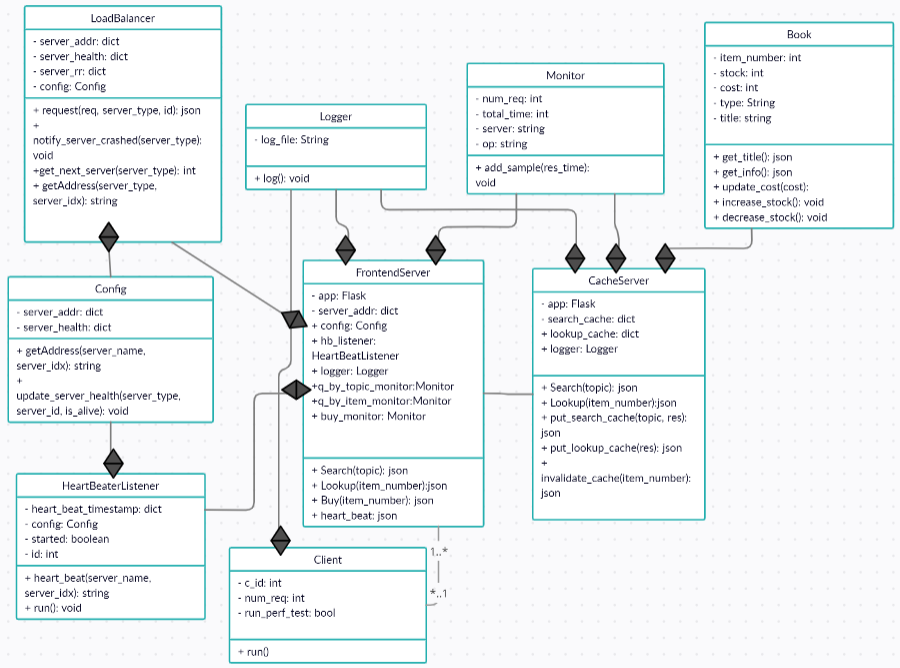 LoadBalancer
- server_addr: dict
- server_health: dict
- server_rr: dict
- config: Config
+ request(req, server_type, id): json
+
notify_server_crashed(server_type):
void
+get_next_server(server_type): int
+ getAddress(server_type,
server_idx): string
Logger
- log_file: String
+ log(): void
Monitor
- num_req: int
- total_time: int
- server: string
- op: string
+ add_sample(res_time):
void
Book
- item_number: int
- stock: int
- cost: int
- type: String
- title: string
+ get_title(): json
+ get_info(): json
+ update_cost(cost):
+ increase_stock(): void
+ decrease_stock(): void
Config
- server_addr: dict
- server_health: dict
+ getAddress(server_name,
server_idx): string
+
update_server_health(server_type,
server_id, is_alive): void
FrontendServer
- app: Flask
- server_addr: dict
+ config: Config
+ hb_listener:
HeartBeatListener
+ logger: Logger
+q_by_topic_monitor:Monitor
+q_by_item_monitor:Monitor
+ buy_monitor: Monitor
+ Search(topic): json
+ Lookup(item_number):json
+ Buy(item_number): json
+ heart_beat: json
CacheServer
- app: Flask
- search_cache: dict
+ lookup_cache: dict
+ logger: Logger
+ Search(topic): json
+ Lookup(item_number):json
+ put_search_cache(topic, res):
json
+ put_lookup_cache(res): json
+
invalidate_cache(item_number):
json
HeartBeaterListener
- heart_beat_timestamp: dict
- config: Config
- started: boolean
- id: int
+ heart_beat(server_name,
server_idx): string
+ run(): void
Client
- c_id: int
- num_req: int
- run_perf_test: bool
+ run()
1..*
*..1